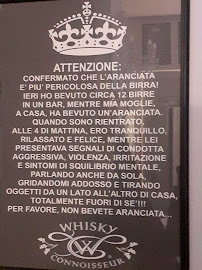 ATTENZIONE:
CONFERMATO CHE L'ARANCIATA
E' PIU' PERICOLOSA DELLA BIRRA!
IERI HO BEVUTO CIRCA 12 BIRRE
IN UN BAR, MENTRE MIA MOGLIE,
A CASA, HA BEVUTO UN'ARANCIATA.
QUANDO SONO RIENTRATO,
ALLE 4 DI MATTINA, ERO TRANQUILLO,
RILASSATO E FELICE, MENTRE LEI
PRESENTAVA SEGNALI DI CONDOTTA
AGGRESSIVA, VIOLENZA, IRRITAZIONE
E SINTOMI DI SQUILIBRIO MENTALE,
PARLANDO ANCHE DA SOLA,
GRIDANDOMI ADDOSSO E TIRANDO
OGGETTI DA UN LATO ALL'ALTRO DI CASA,
TOTALMENTE FUORI DI SE'!!!
PER FAVORE, NON BEVETE ARANCIATA...
WHISKY
W
CONNOISSEUR